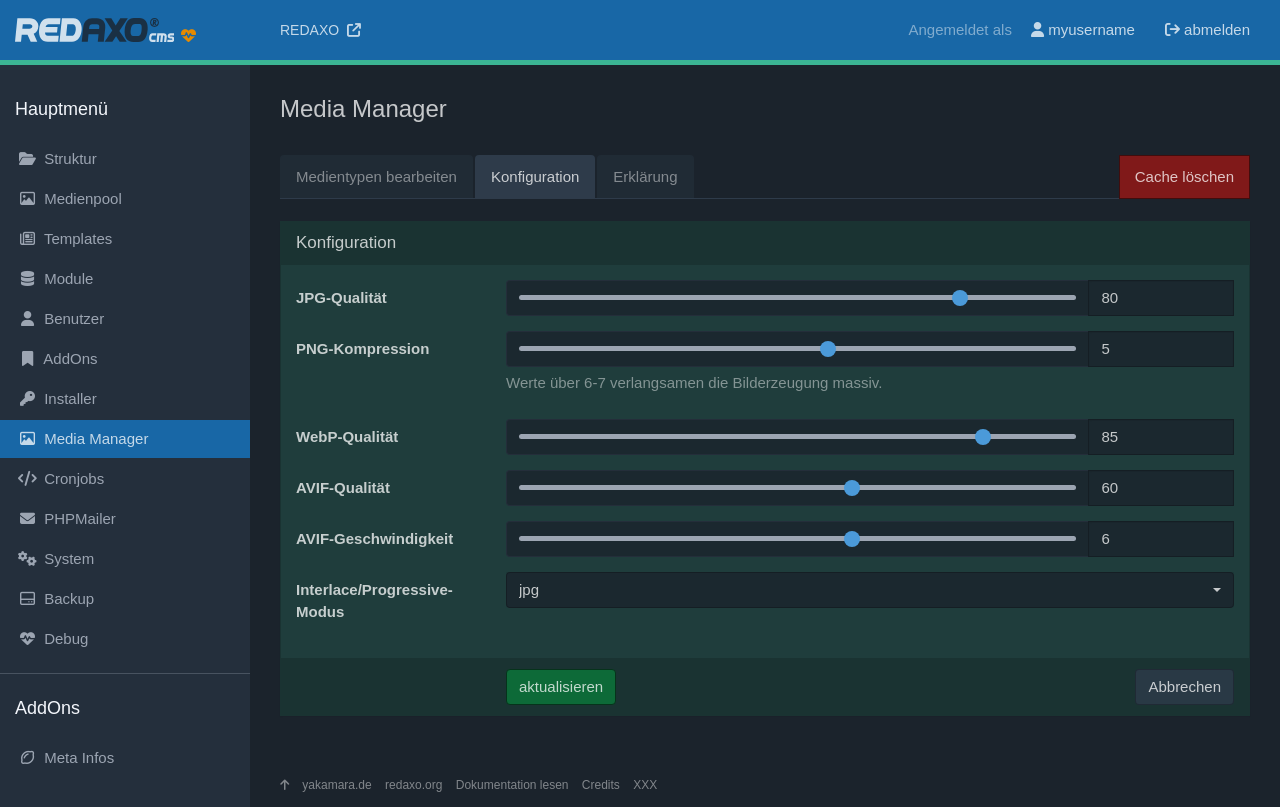 REDAXO® cms
REDAXO
Angemeldet als myusername abmelden
Hauptmenü
Struktur
Medienpool
Templates
Module
Benutzer
AddOns
Installer
Media Manager
Cronjobs
PHPMailer
System
Backup
Debug
AddOns
Meta Infos
Media Manager
Medientypen bearbeiten Konfiguration Erklärung Cache löschen
Konfiguration
JPG-Qualität 80
PNG-Kompression 5
Werte über 6-7 verlangsamen die Bilderzeugung massiv.
WebP-Qualität 85
AVIF-Qualität 60
AVIF-Geschwindigkeit 6
Interlace/Progressive- jpg
Modus
aktualisieren Abbrechen
yakamara.de redaxo.org Dokumentation lesen Credits XXX